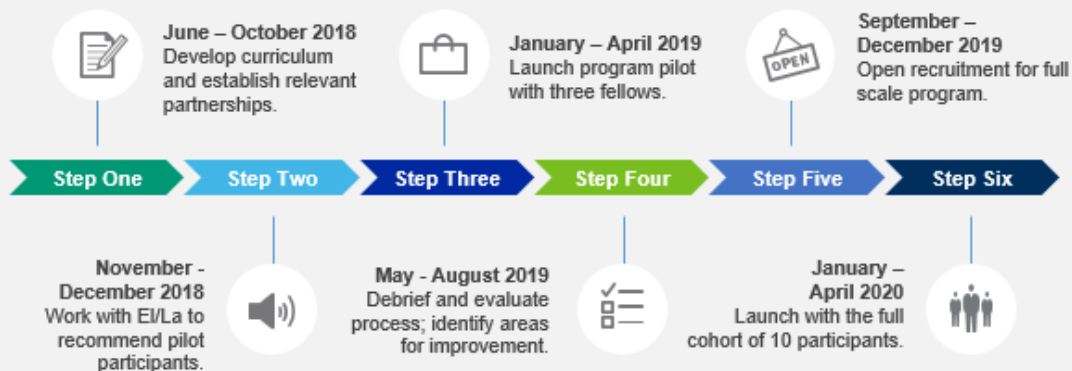 June – October 2018
Develop curriculum
and establish relevant
partnerships.
January – April 2019
Launch program pilot
with three fellows.
OPEN
September –
December 2019
Open recruitment for full
scale program.
Step One
Step Two
Step Three
Step Four
Step Five
Step Six
November -
December 2018
Work with EI/La to
recommend pilot
participants.
May - August 2019
Debrief and evaluate
process; identify areas
for improvement.
January –
April 2020
Launch with the full
cohort of 10 participants.